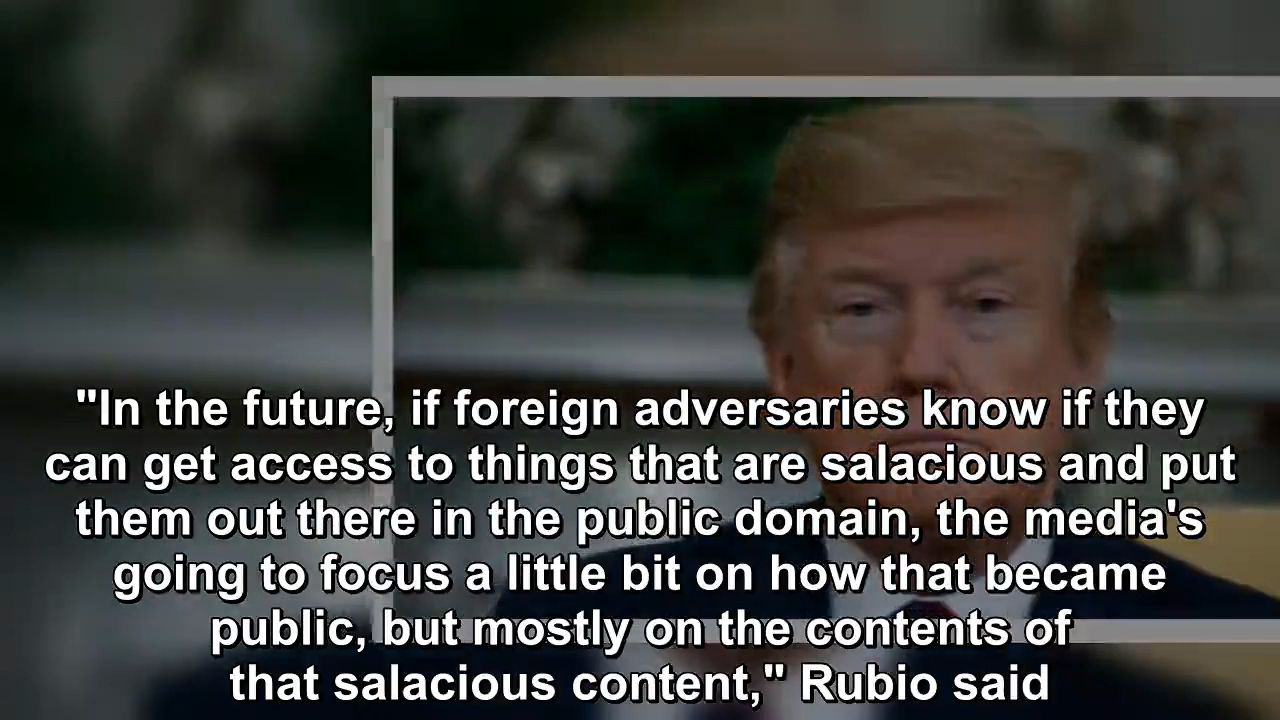 "In the future, if foreign adversaries know if they
can get access to things that are salacious and put
them out there in the public domain, the media's
going to focus a little bit on how that became
public, but mostly on the contents of
that salacious content," Rubio said